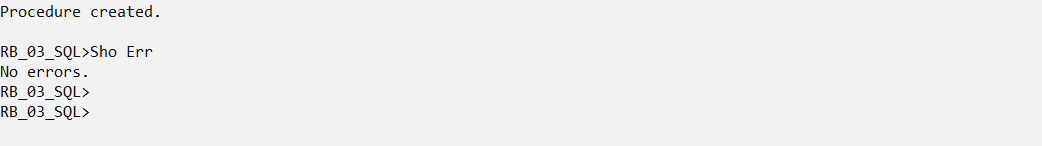 Procedure created.
RB_03_SQL>Sho Err
No errors.
RB_03_SQL>
RB_03_SQL>